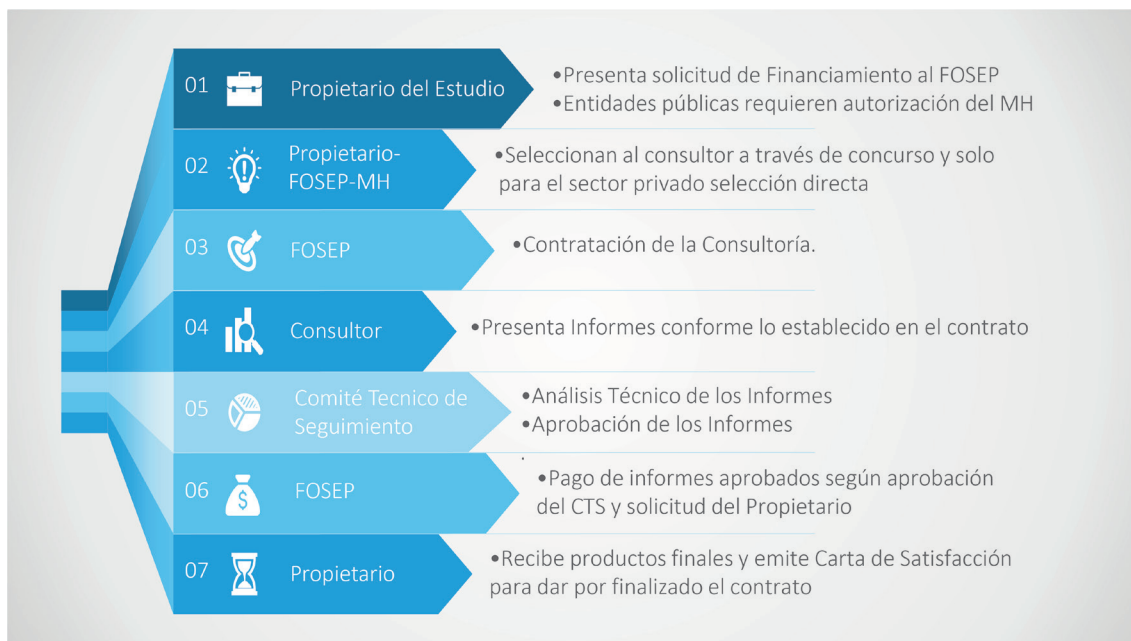 01
Propietario del Estudio
•Presenta solicitud de Financiamiento al FOSEP
•Entidades públicas requieren autorización del MH
02
Propietario-
FOSEP-MH
•Seleccionan al consultor a través de concurso y solo
para el sector privado selección directa
03
FOSEP
•Contratación de la Consultoría.
04
Consultor
•Presenta Informes conforme lo establecido en el contrato
05
Comité Tecnico de
Seguimiento
•Análisis Técnico de los Informes
•Aprobación de los Informes
.
06
$
FOSEP
•Pago de informes aprobados según aprobación
del CTS y solicitud del Propietario
07
Propietario
•Recibe productos finales y emite Carta de Satisfacción
para dar por finalizado el contrato